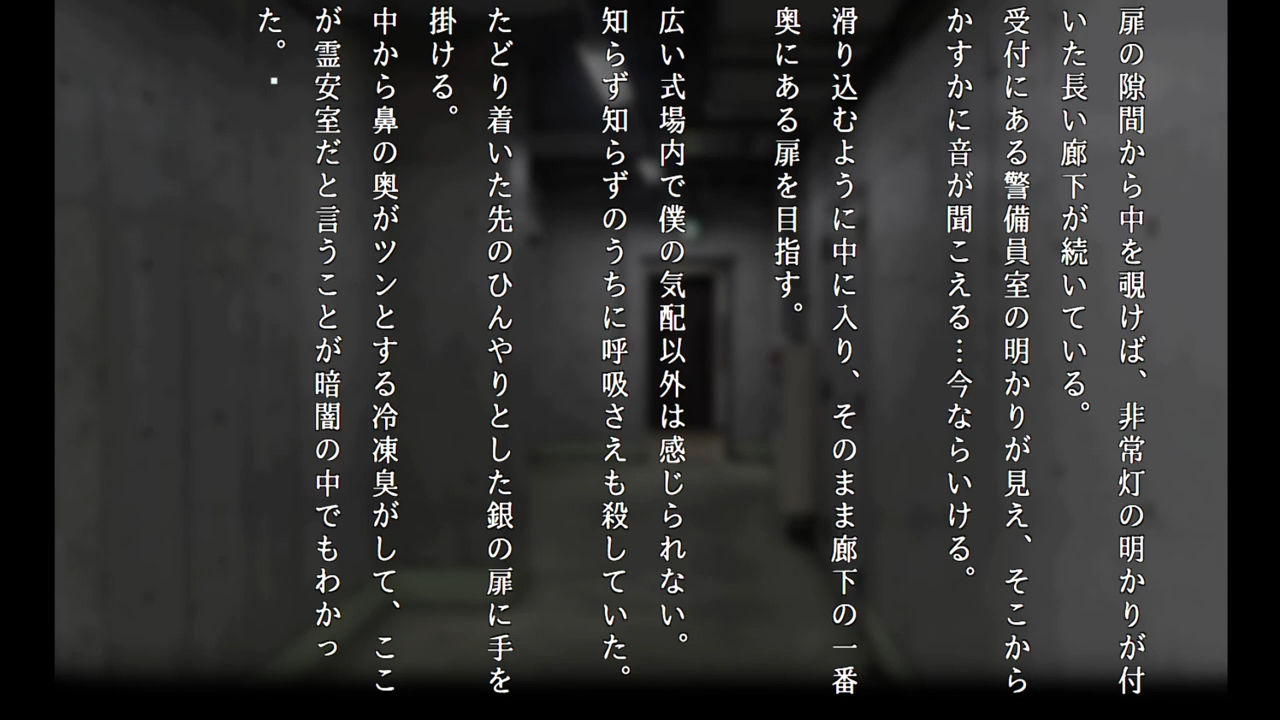 扉の隙間から中を覗けば、非常灯の明かりが付
いた長い廊下が続いている。
受付にある警備員室の明かりが見え、そこから
かすかに音が聞こえる…今ならいける。
滑り込むように中に入り、そのまま廊下の一番
奥にある扉を目指す。
広い式場内で僕の気配以外は感じられない。
知らず知らずのうちに呼吸さえも殺していた。
たどり着いた先のひんやりとした銀の扉に手を
掛ける。
中から鼻の奥がツンとする冷凍臭がして、ここ
が霊安室だと言うことが暗闇の中でもわかっ
た。